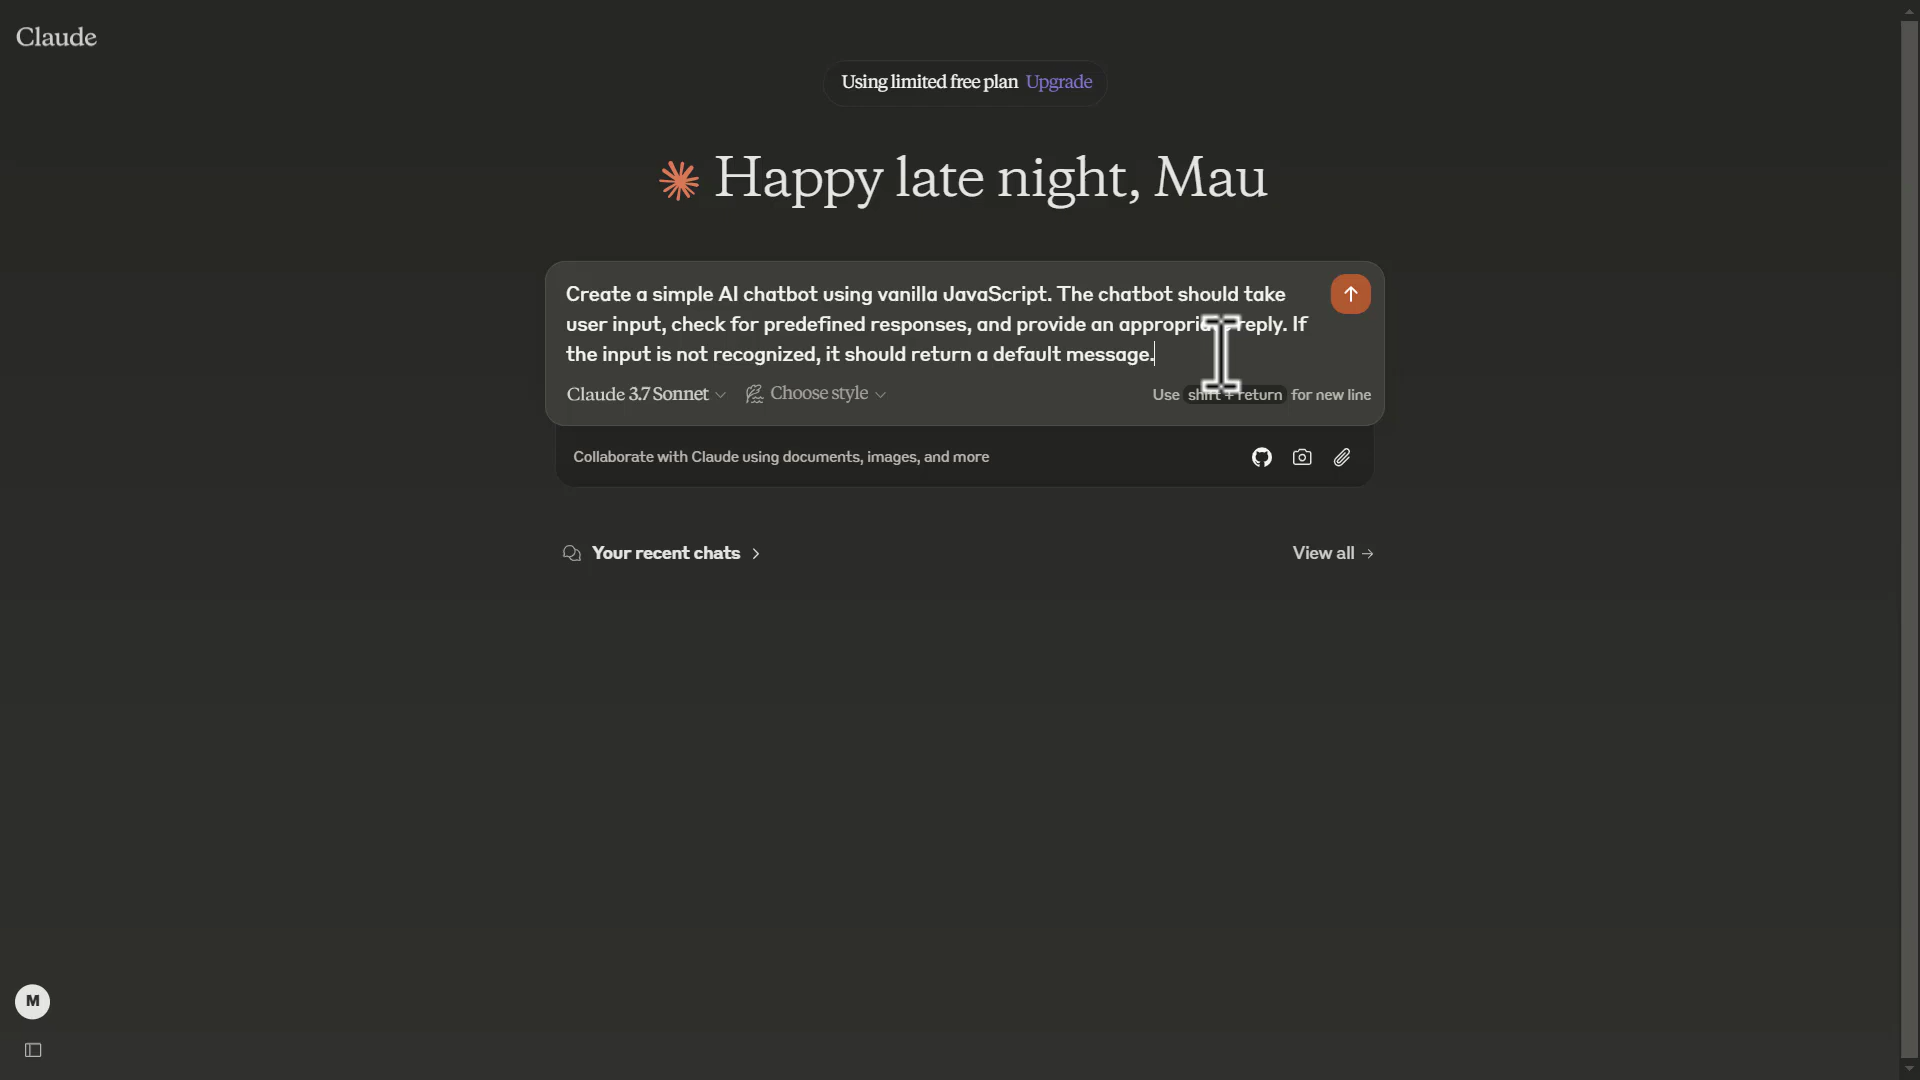 Claude
Using limited free plan Upgrade
Happy late night, Mau
Create a simple AI chatbot using vanilla JavaScript. The chatbot should take
user input, check for predefined responses, and provide an appropriate reply. If
the input is not recognized, it should return a default message.
Claude 3.7 Sonnet Choose style Use shift + return for new line
Collaborate with Claude using documents, images, and more
Your recent chats View all
M